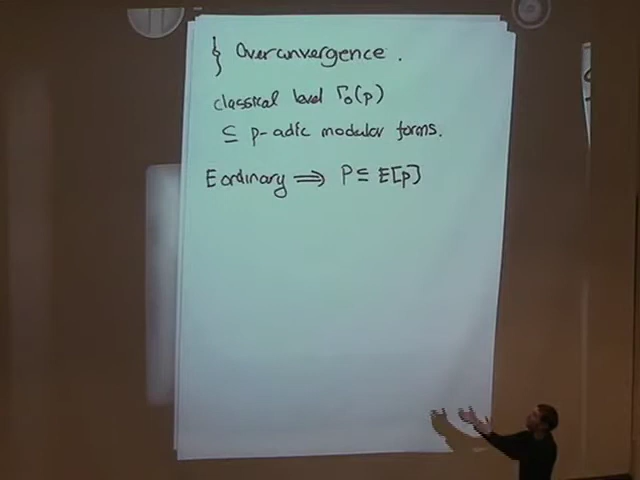 § Overconvergence.
classical level Γ₀(p)
⊆ p-adic modular forms.
E ordinary ⟹ P ⊆ E[p]